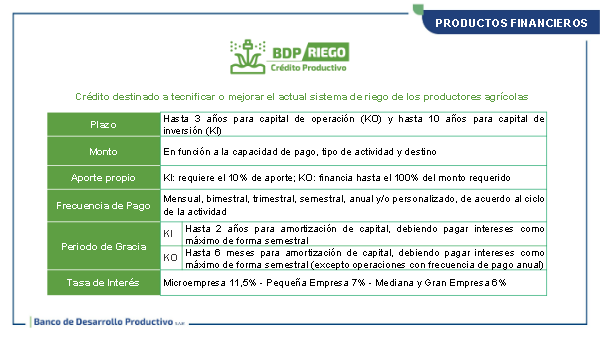 PRODUCTOS FINANCIEROS
BDP RIEGO
Crédito Productivo
Crédito destinado a tecnificar o mejorar el actual sistema de riego de los productores agrícolas
Plazo
Hasta 3 años para capital de operación (KO) y hasta 10 años para capital de
inversión (KI)
Monto
En función a la capacidad de pago, tipo de actividad y destino
Aporte propio
KI: requiere el 10% de aporte; KO: financia hasta el 100% del monto requerido
Frecuencia de Pago
Mensual, bimestral, trimestral, semestral, anual y/o personalizado, de acuerdo al ciclo
de la actividad
Periodo de Gracia
KI
Hasta 2 años para amortización de capital, debiendo pagar intereses como
máximo de forma semestral
KO
Hasta 6 meses para amortización de capital, debiendo pagar intereses como
máximo de forma semestral (excepto operaciones con frecuencia de pago anual)
Tasa de Interés
Microempresa 11,5% - Pequeña Empresa 7% - Mediana y Gran Empresa 6%
Banco de Desarrollo Productivo S.A.M.